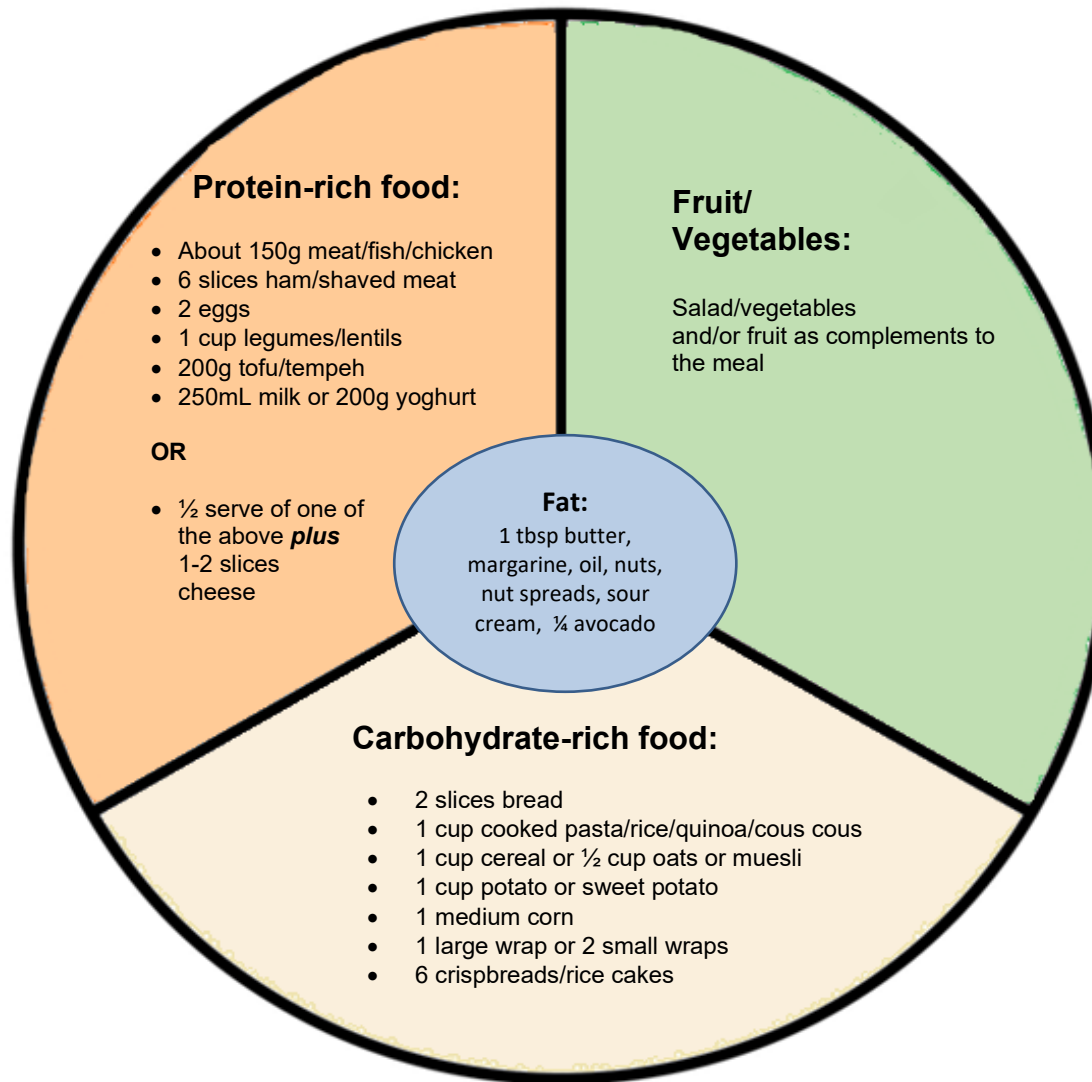 Protein-rich food:
• About 150g meat/fish/chicken
• 6 slices ham/shaved meat
• 2 eggs
• 1 cup legumes/lentils
• 200g tofu/tempeh
• 250mL milk or 200g yoghurt
OR
• ½ serve of one of
the above plus
1-2 slices
cheese
Fruit/
Vegetables:
Salad/vegetables
and/or fruit as complements to
the meal
Fat:
1 tbsp butter,
margarine, oil, nuts,
nut spreads, sour
cream, ¼ avocado
Carbohydrate-rich food:
• 2 slices bread
• 1 cup cooked pasta/rice/quinoa/cous cous
• 1 cup cereal or ½ cup oats or muesli
• 1 cup potato or sweet potato
• 1 medium corn
• 1 large wrap or 2 small wraps
• 6 crispbreads/rice cakes